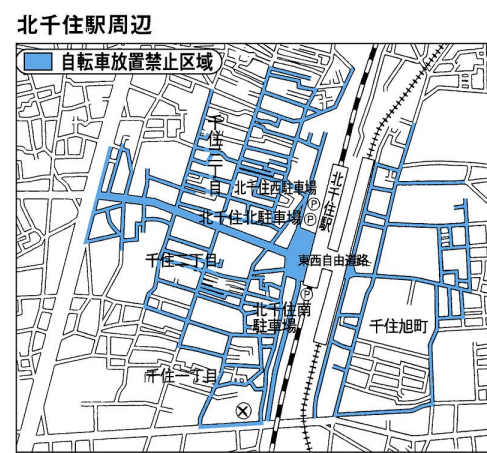 北千住駅周辺
自転車放置禁止区域
千住三丁目
北千住西駐車場
Ⓟ
北千住北駐車場
Ⓟ
北千住駅
東西自由通路
千住二丁目
Ⓟ
北千住南
駐車場
千住旭町
千住一丁目